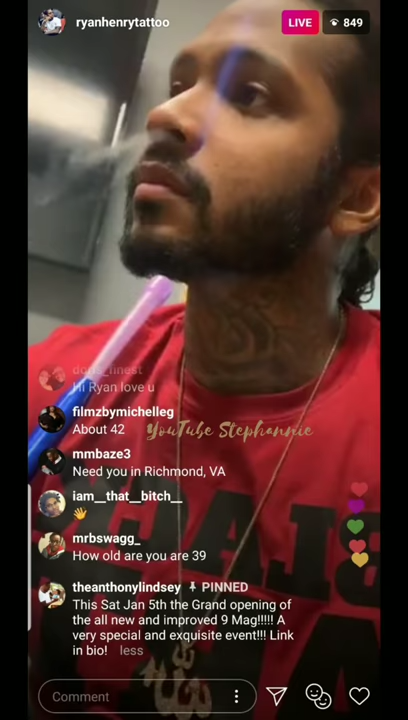 ryanhenrytattoo
LIVE
849
doris_finest
Hi Ryan love u
filmzbymichelleg
About 42
YouTube Stephannie
mmbaze3
Need you in Richmond, VA
iam__that__bitch__
mrbswagg_
How old are you are 39
theanthonylindsey PINNED
This Sat Jan 5th the Grand opening of
the all new and improved 9 Mag!!!!! A
very special and exquisite event!!! Link
in bio! less
Comment